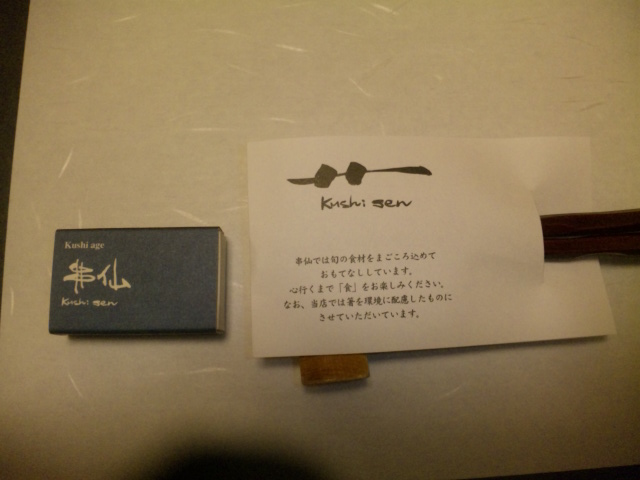 Kushi age
串仙
Kushi sen
Kushi sen
串仙では旬の食材をまごころ込めて
おもてなししています。
心行くまで「食」をお楽しみください。
なお、当店では箸を環境に配慮したものに
させていただいています。